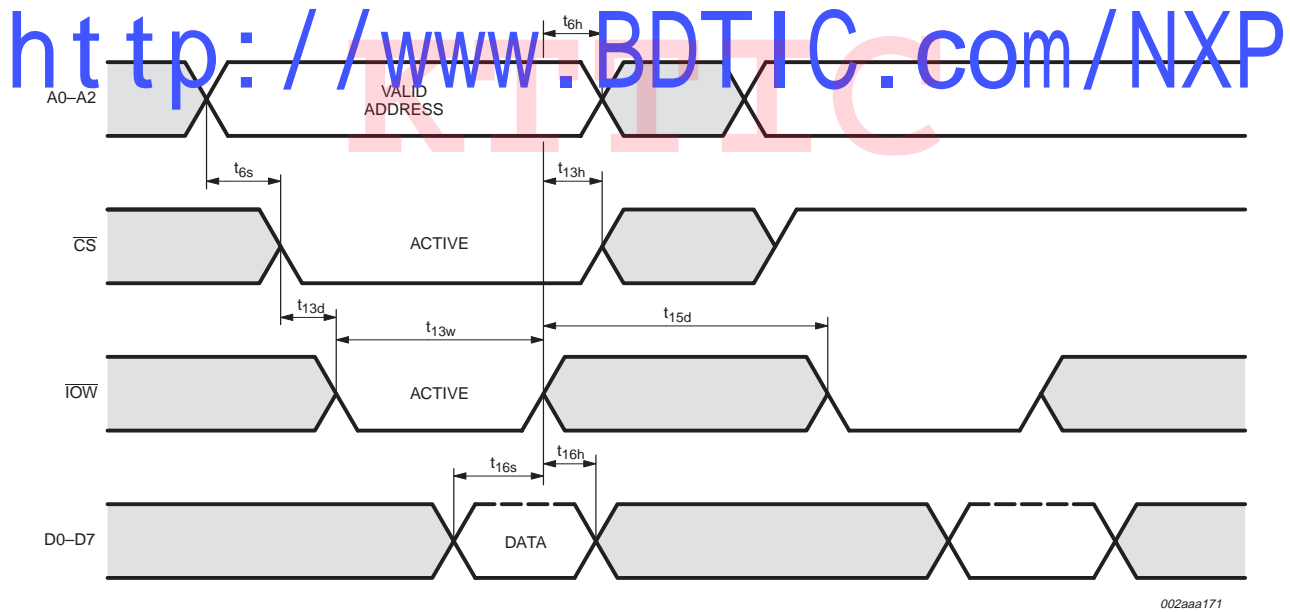 http://www.BDTIC.com/NXP
KTTIC
t6h
A0–A2
VALID
ADDRESS
t6s
t13h
CS
ACTIVE
t13d
t13w
t15d
IOW
ACTIVE
t16s
t16h
D0–D7
DATA
002aaa171